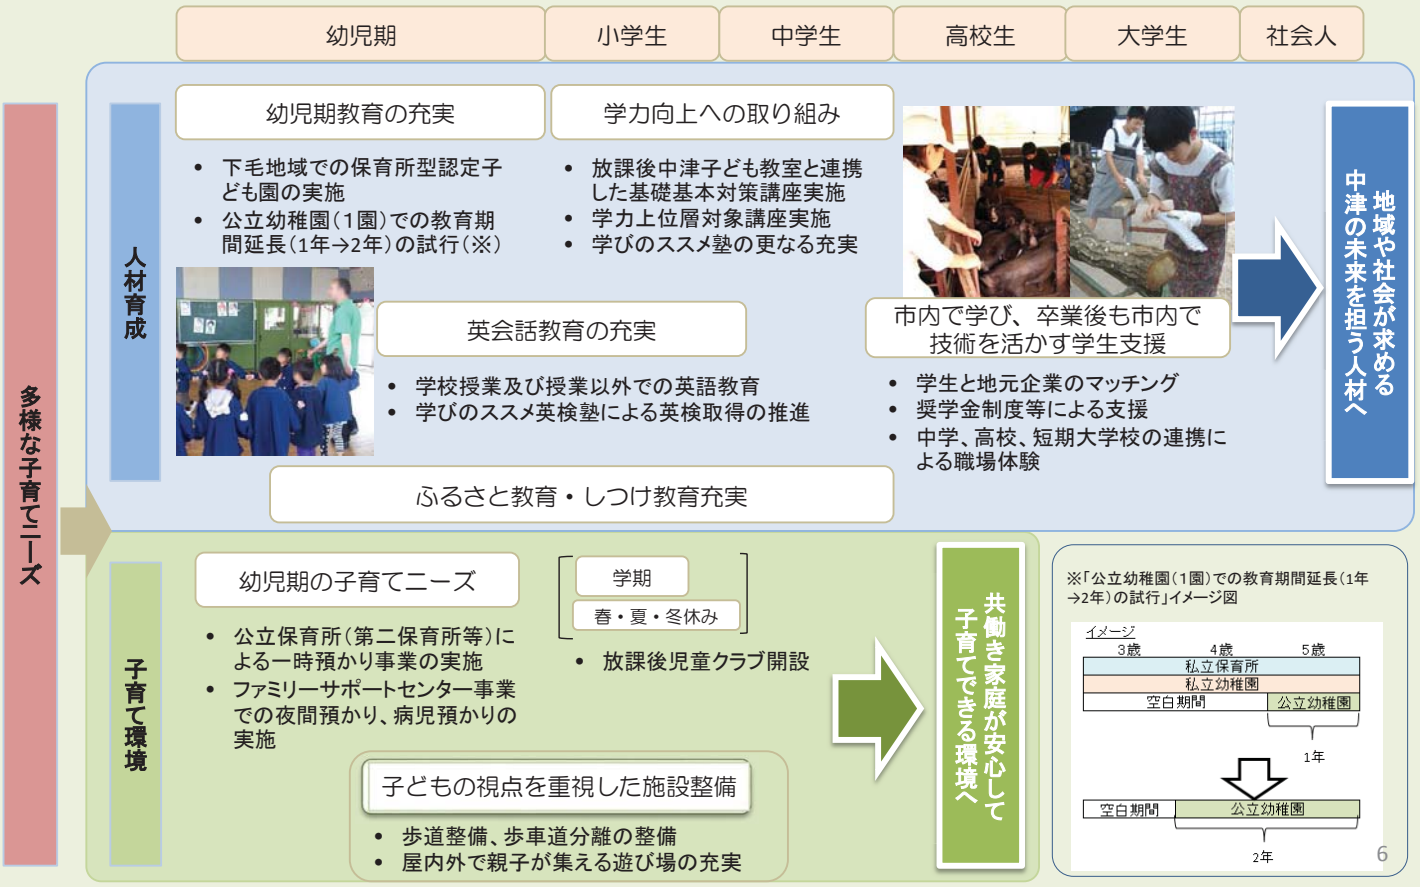 幼児期
小学生
中学生
高校生
大学生
社会人
多様な子育てニーズ
人材育成
幼児期教育の充実
• 下毛地域での保育所型認定子
ども園の実施
• 公立幼稚園(1園)での教育期
間延長(1年→2年)の試行(※)
学力向上への取り組み
• 放課後中津子ども教室と連携
した基礎基本対策講座実施
• 学力上位層対象講座実施
• 学びのススメ塾の更なる充実
英会話教育の充実
• 学校授業及び授業以外での英語教育
• 学びのススメ英検塾による英検取得の推進
市内で学び、卒業後も市内で
技術を活かす学生支援
• 学生と地元企業のマッチング
• 奨学金制度等による支援
• 中学、高校、短期大学校の連携に
よる職場体験
ふるさと教育・しつけ教育充実
地域や社会が求める
中津の未来を担う人材へ
子育て環境
幼児期の子育てニーズ
• 公立保育所(第二保育所等)に
よる一時預かり事業の実施
• ファミリーサポートセンター事業
での夜間預かり、病児預かりの
実施
学期
春・夏・冬休み
• 放課後児童クラブ開設
子どもの視点を重視した施設整備
• 歩道整備、歩車道分離の整備
• 屋内外で親子が集える遊び場の充実
共働き家庭が安心して
子育てできる環境へ
※「公立幼稚園(1園)での教育期間延長(1年
→2年)の試行」イメージ図
イメージ
3歳 4歳 5歳
私立保育所
私立幼稚園
空白期間 公立幼稚園
1年
空白期間 公立幼稚園
2年
6